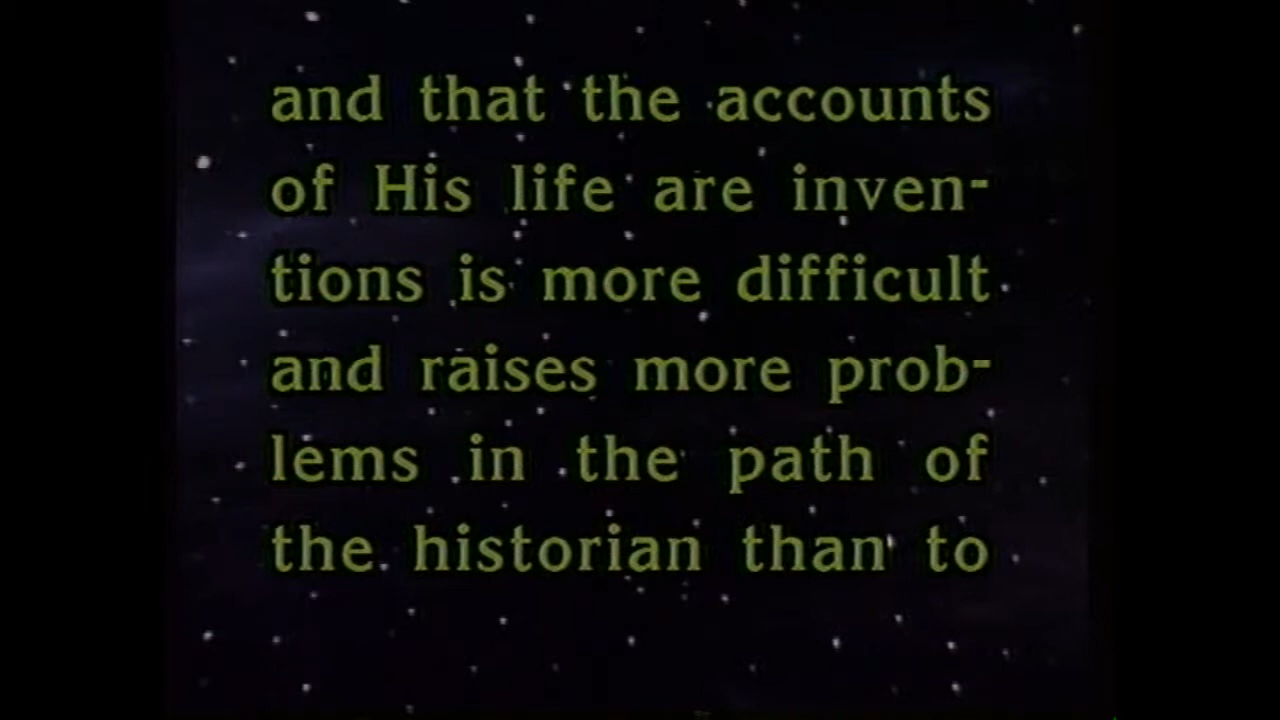 and that the accounts
of His life are inven-
tions is more difficult
and raises more prob-
lems in the path of
the historian than to